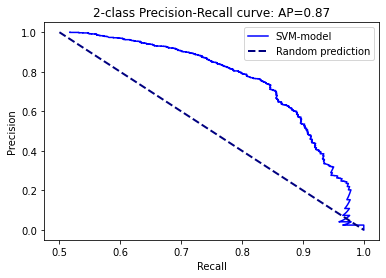 2-class Precision-Recall curve: AP=0.87
SVM-model
Random prediction
Precision
1.0
0.8
0.6
0.4
0.2
0.0
0.5
0.6
0.7
0.8
0.9
1.0
Recall